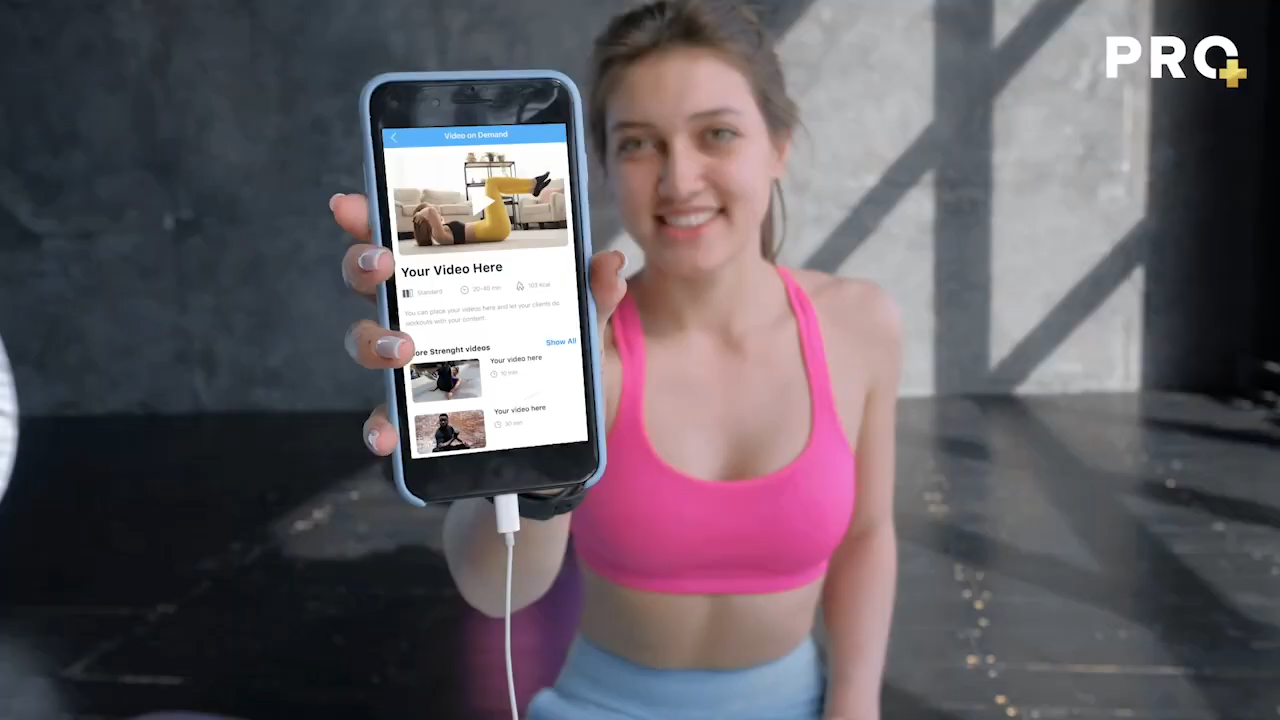 PRO+
Video on Demand
Your Video Here
Standard
20-40 min
103 kcal
You can place your videos here and let your clients do
workouts with your content.
ore Strenght videos
Show All
Your video here
10 min
Your video here
30 min